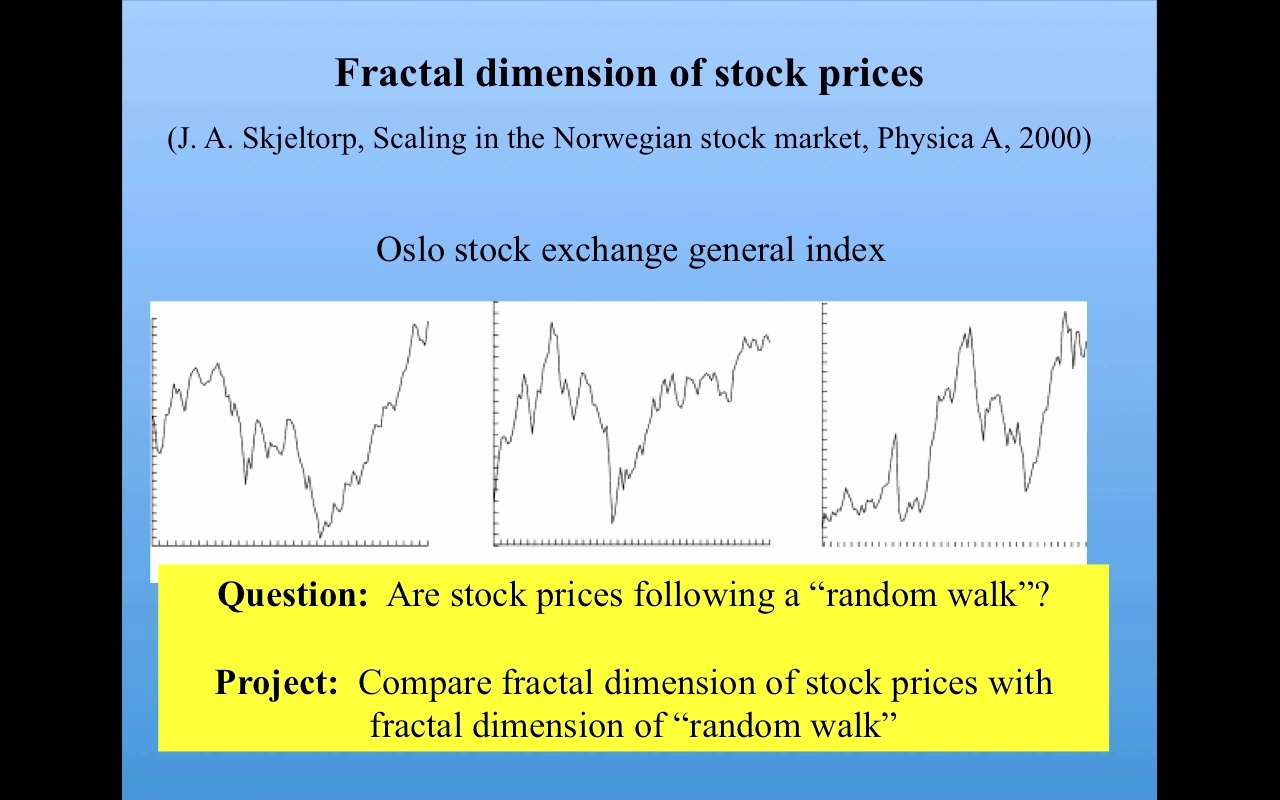 Fractal dimension of stock prices
(J. A. Skjeltorp, Scaling in the Norwegian stock market, Physica A, 2000)
Oslo stock exchange general index
Question: Are stock prices following a “random walk”?
Project: Compare fractal dimension of stock prices with
fractal dimension of “random walk”